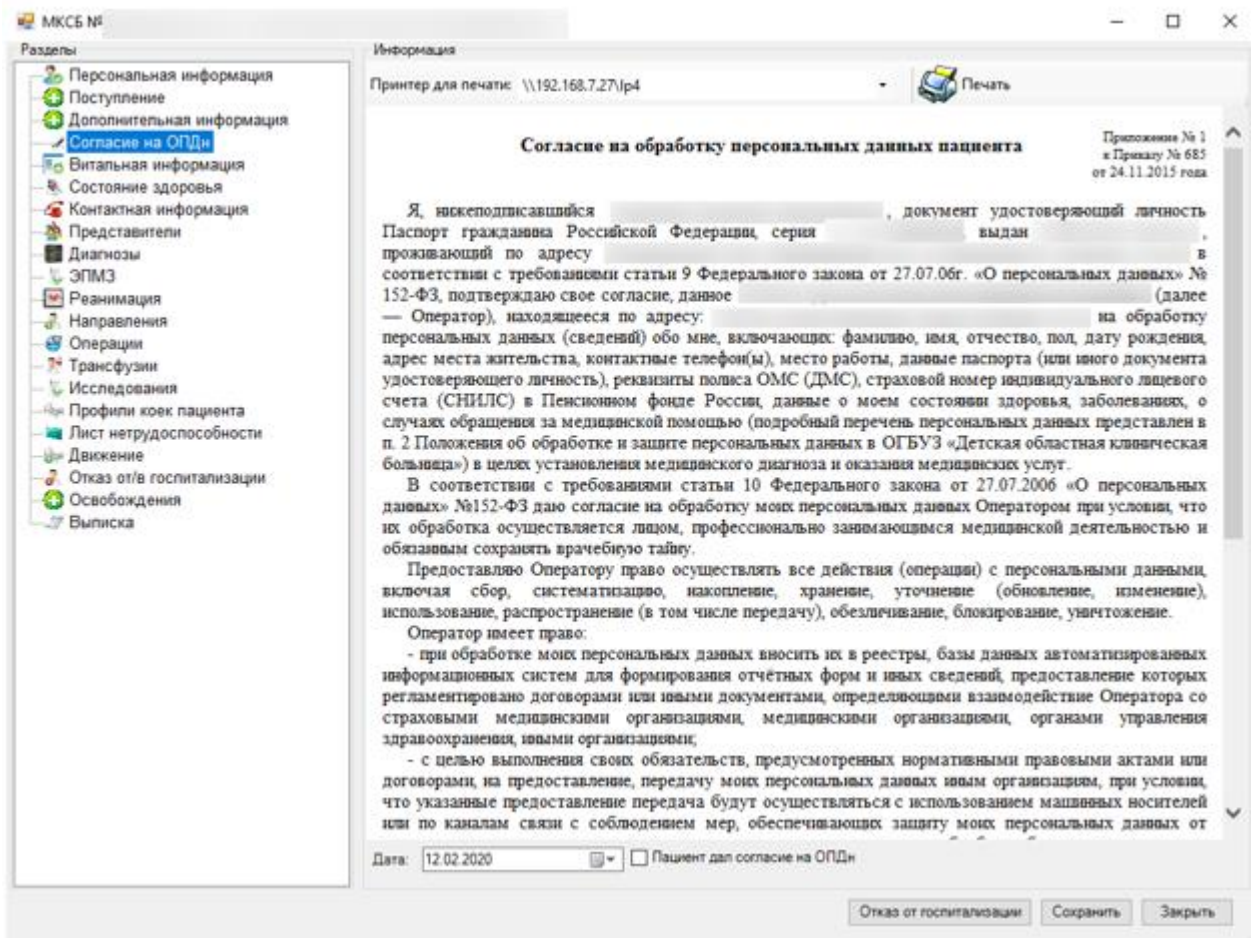 МКСБ №
Разделы
Персональная информация
Поступление
Дополнительная информация
Согласие на ОПДн
Витальная информация
Состояние здоровья
Контактная информация
Представители
Диагнозы
ЭПМЗ
Реанимация
Направления
Операции
Трансфузии
Исследования
Профили коек пациента
Лист нетрудоспособности
Движение
Отказ от/в госпитализации
Освобождения
Выписка
Информация
Принтер для печати: \\192.168.7.27\lp4
Печать
Согласие на обработку персональных данных пациента
Приложение № 1
к Приказу № 685
от 24.11.2015 года
Я, нижеподписавшийся , документ удостоверяющий личность
Паспорт гражданина Российской Федерации, серия выдан ,
проживающий по адресу в
соответствии с требованиями статьи 9 Федерального закона от 27.07.06г. «О персональных данных» №
152-ФЗ, подтверждаю свое согласие, данное (далее
— Оператор), находящееся по адресу: на обработку
персональных данных (сведений) обо мне, включающих: фамилию, имя, отчество, пол, дату рождения,
адрес места жительства, контактные телефон(ы), место работы, данные паспорта (или иного документа
удостоверяющего личность), реквизиты полиса ОМС (ДМС), страховой номер индивидуального лицевого
счета (СНИЛС) в Пенсионном фонде России, данные о моем состоянии здоровья, заболеваниях, о
случаях обращения за медицинской помощью (подробный перечень персональных данных представлен в
п. 2 Положения об обработке и защите персональных данных в ОГБУЗ «Детская областная клиническая
больница») в целях установления медицинского диагноза и оказания медицинских услуг.
В соответствии с требованиями статьи 10 Федерального закона от 27.07.2006 «О персональных
данных» №152-ФЗ даю согласие на обработку моих персональных данных Оператором при условии, что
их обработка осуществляется лицом, профессионально занимающимся медицинской деятельностью и
обязанным сохранять врачебную тайну.
Предоставляю Оператору право осуществлять все действия (операции) с персональными данными,
включая сбор, систематизацию, накопление, хранение, уточнение (обновление, изменение),
использование, распространение (в том числе передачу), обезличивание, блокирование, уничтожение.
Оператор имеет право:
- при обработке моих персональных данных вносить их в реестры, базы данных автоматизированных
информационных систем для формирования отчётных форм и иных сведений, предоставление которых
регламентировано договорами или иными документами, определяющими взаимодействие Оператора со
страховыми медицинскими организациями, медицинскими организациями, органами управления
здравоохранения, иными организациями;
- с целью выполнения своих обязательств, предусмотренных нормативными правовыми актами или
договорами, на предоставление, передачу моих персональных данных иным организациям, при условии,
что указанные предоставление передача будут осуществляться с использованием машинных носителей
или по каналам связи с соблюдением мер, обеспечивающих защиту моих персональных данных от
Дата: 12.02.2020
Пациент дал согласие на ОПДн
Отказ от госпитализации
Сохранить
Закрыть